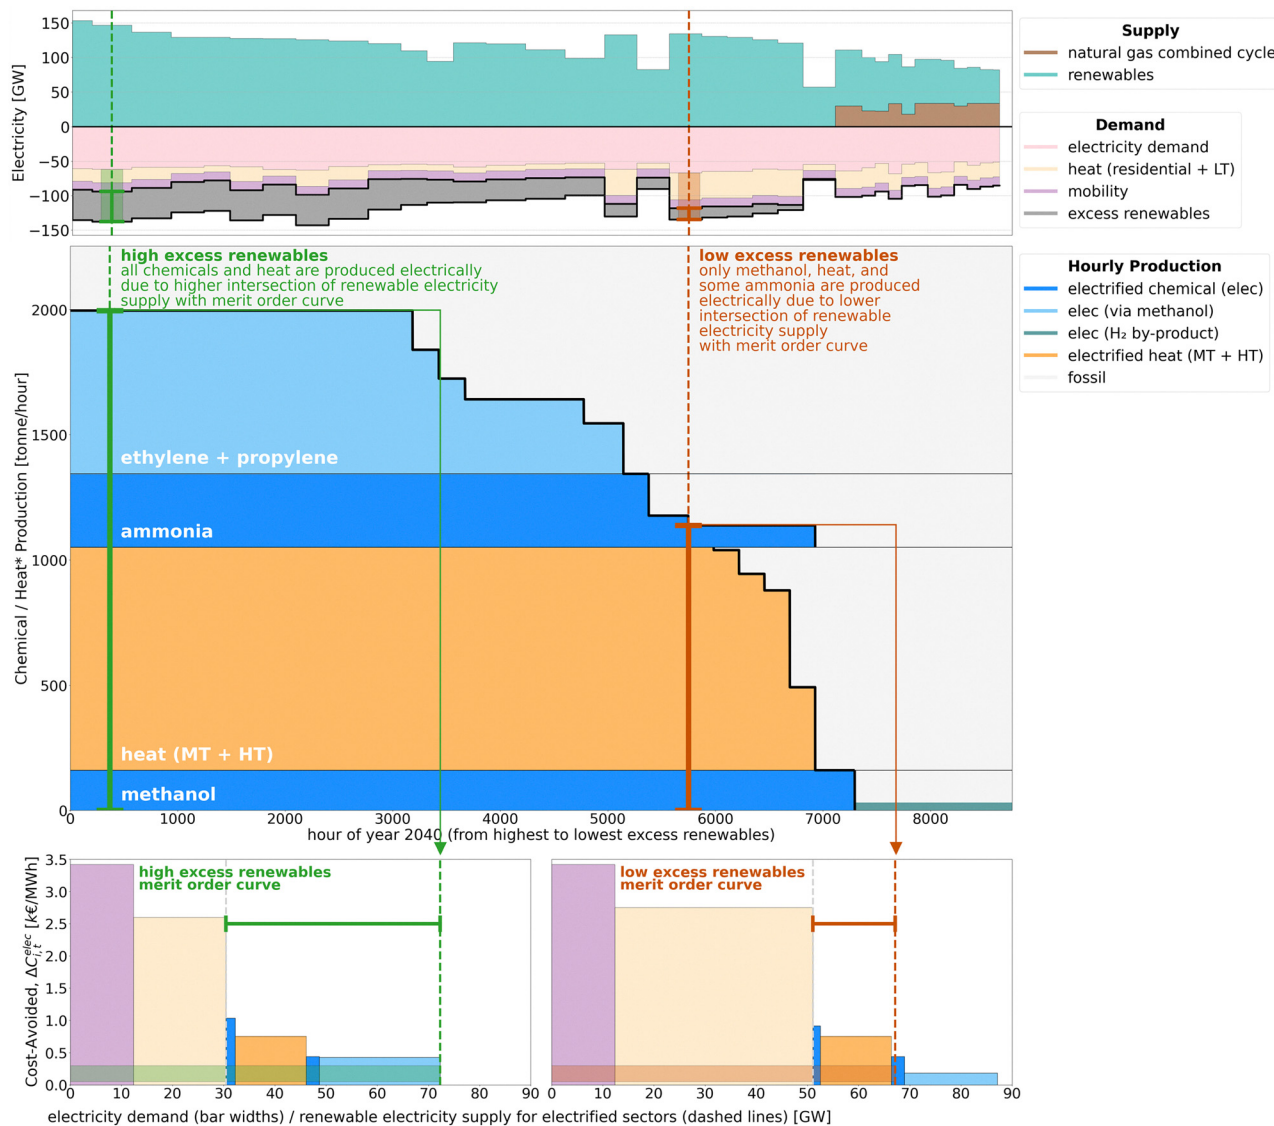 Electricity [GW]
150
100
50
0
−50
−100
−150
Supply
natural gas combined cycle
renewables
Demand
electricity demand
heat (residential + LT)
mobility
excess renewables
Hourly Production
electrified chemical (elec)
elec (via methanol)
elec (H₂ by-product)
electrified heat (MT + HT)
fossil
high excess renewables
all chemicals and heat are produced electrically
due to higher intersection of renewable electricity
supply with merit order curve
low excess renewables
only methanol, heat, and
some ammonia are produced
electrically due to lower
intersection of renewable
electricity supply
with merit order curve
Chemical / Heat* Production [tonne/hour]
2000
1500
1000
500
0
ethylene + propylene
ammonia
heat (MT + HT)
methanol
0 1000 2000 3000 4000 5000 6000 7000 8000
hour of year 2040 (from highest to lowest excess renewables)
Cost-Avoided, ΔC_{i,t}^{elec} [k€/MWh]
3.5
3.0
2.5
2.0
1.5
1.0
0.5
0.0
high excess renewables
merit order curve
0 10 20 30 40 50 60 70 80 90
low excess renewables
merit order curve
0 10 20 30 40 50 60 70 80 90
electricity demand (bar widths) / renewable electricity supply for electrified sectors (dashed lines) [GW]